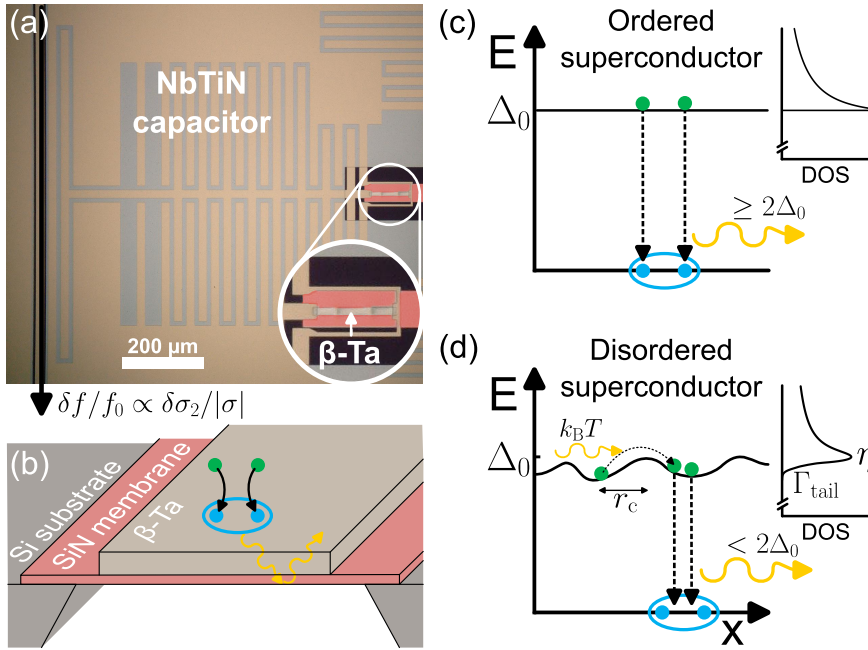 (a)
NbTiN
capacitor
β-Ta
200 μm
δf/f₀ ∝ δσ₂/|σ|
(b)
Si substrate
SiN membrane
β-Ta
(c)
Ordered
superconductor
E
Δ₀
≥ 2Δ₀
DOS
(d)
Disordered
superconductor
E
k_BT
Δ₀
η
Γ_tail
r_c
DOS
< 2Δ₀
x